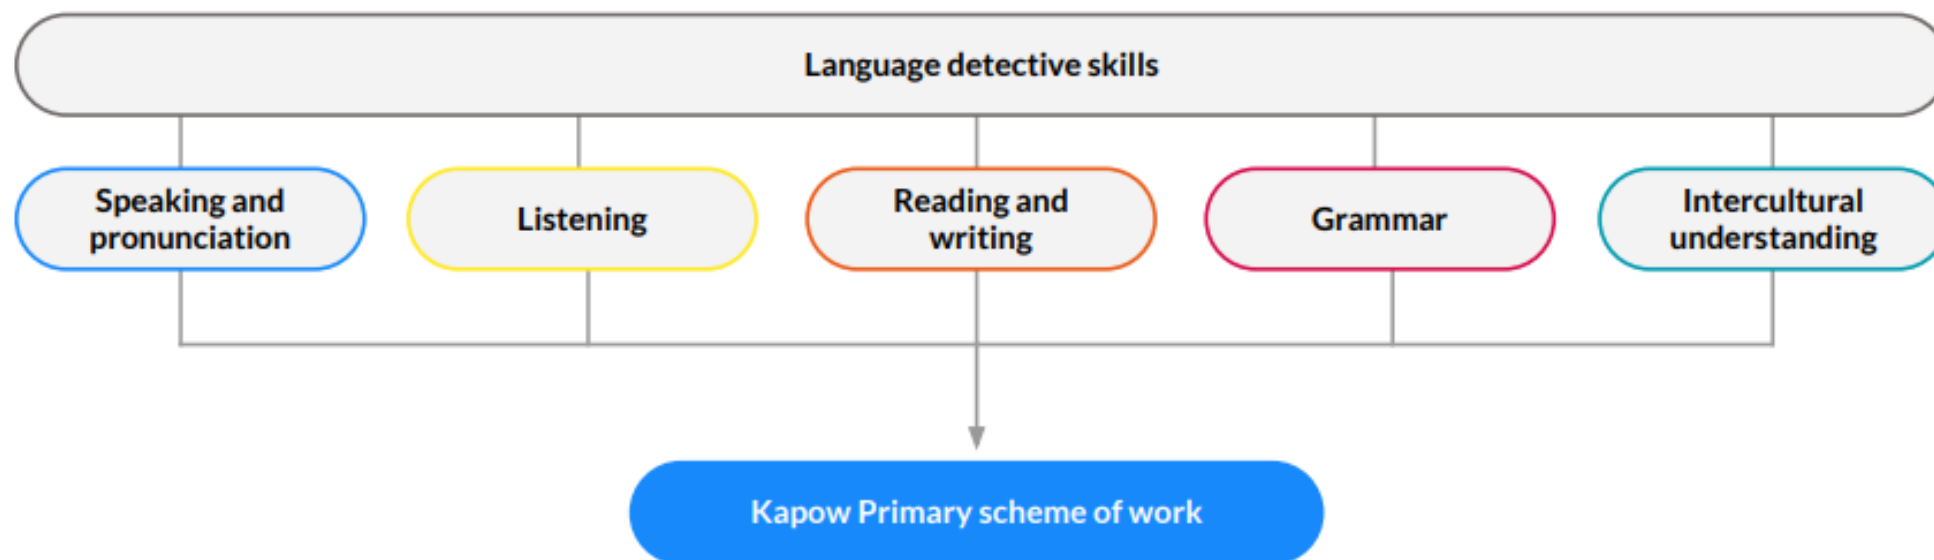 Language detective skills
Speaking and
pronunciation
Listening
Reading and
writing
Grammar
Intercultural
understanding
Kapow Primary scheme of work